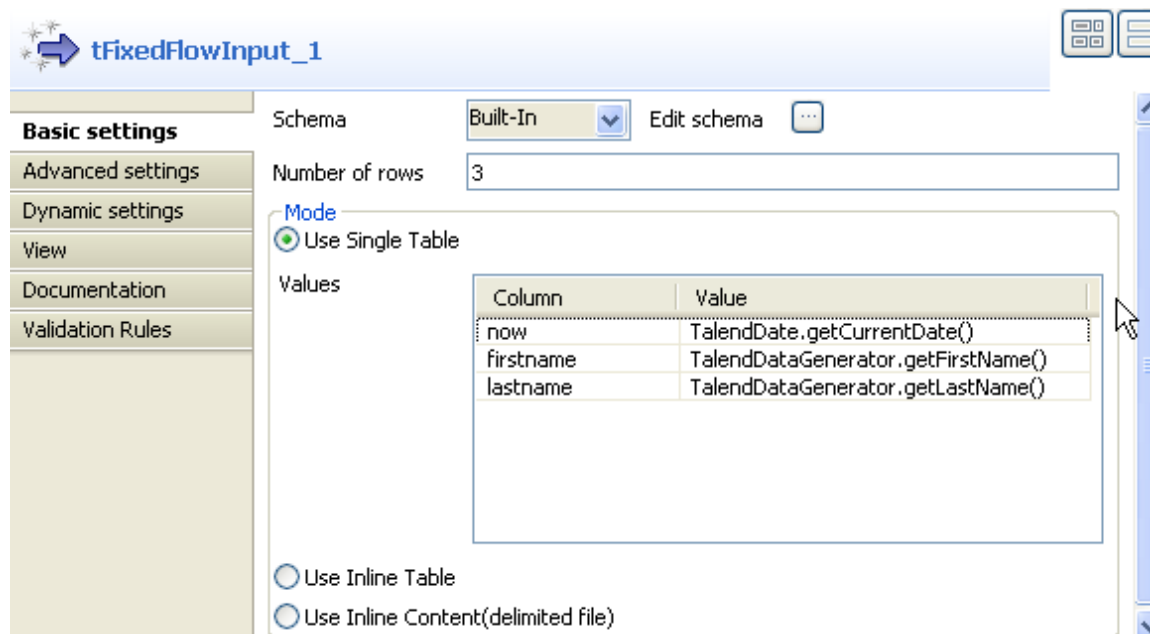 tFixedFlowInput_1
Basic settings
Advanced settings
Dynamic settings
View
Documentation
Validation Rules
Schema Built-In Edit schema ...
Number of rows 3
Mode
Use Single Table
Values
Column Value
now TalendDate.getCurrentDate()
firstname TalendDataGenerator.getFirstName()
lastname TalendDataGenerator.getLastName()
Use Inline Table
Use Inline Content(delimited file)